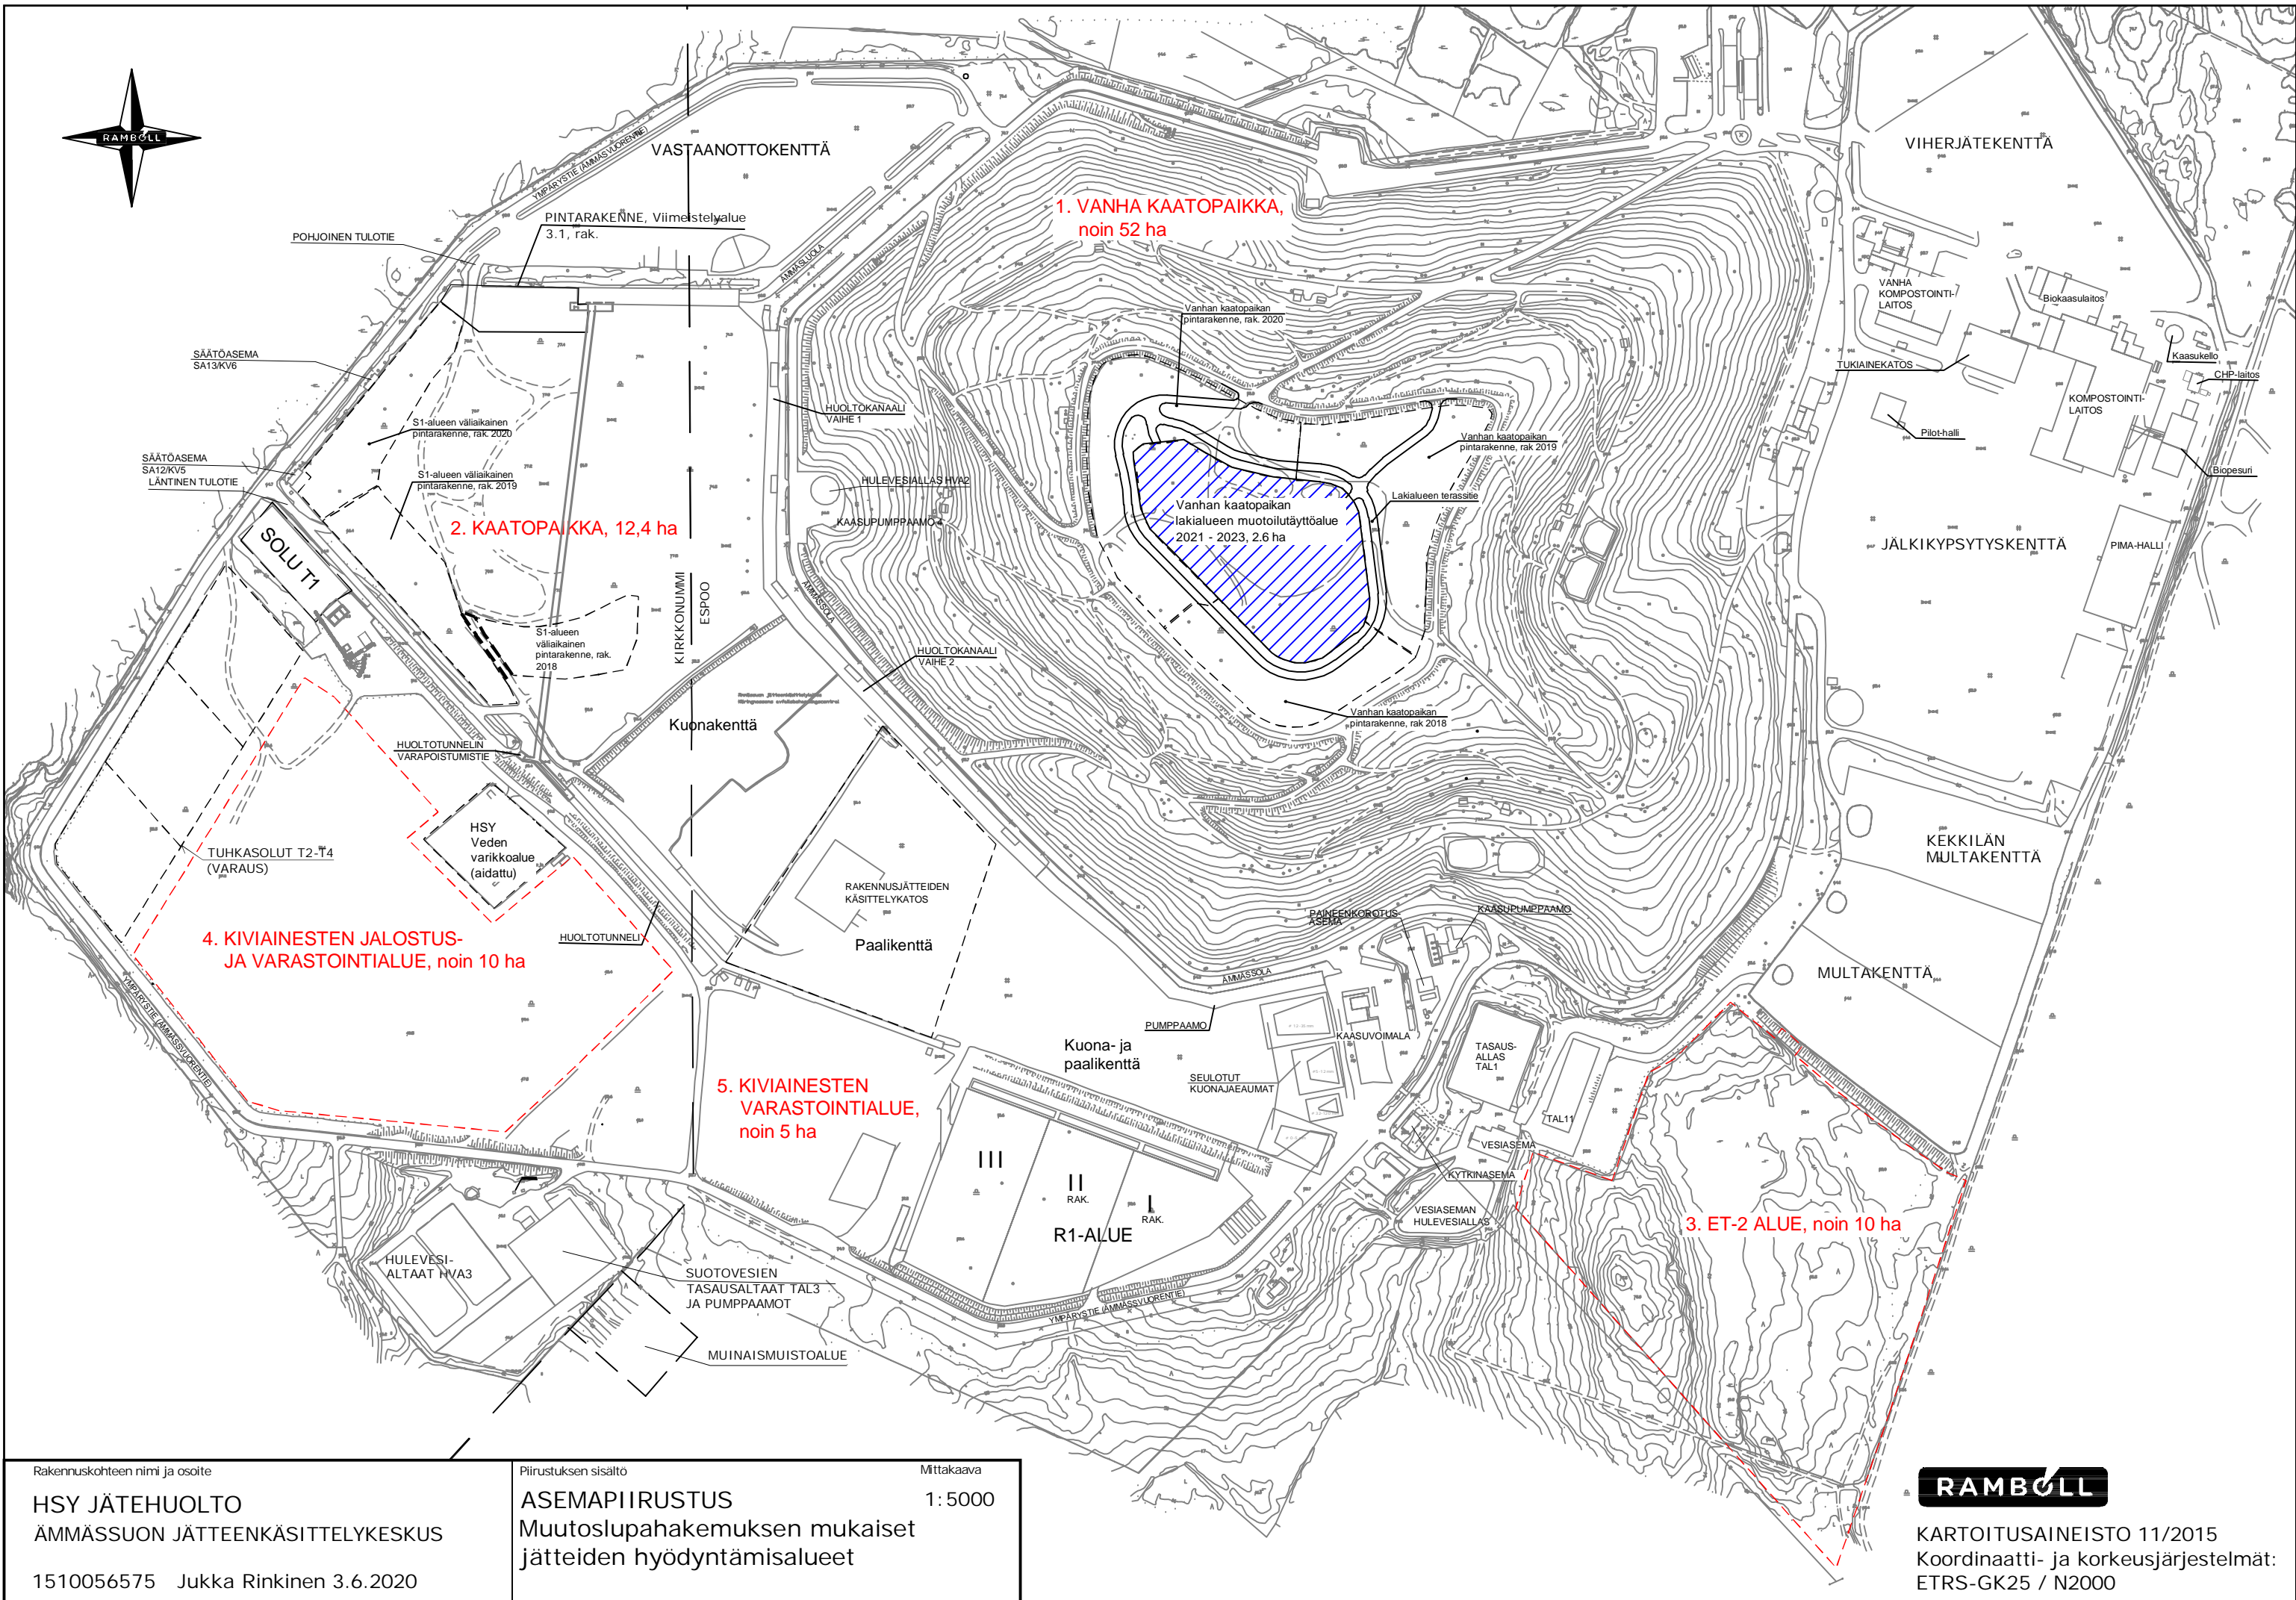 RAMBOLL
VASTAANOTTOKENTTÄ
YMPÄRYSTIE (ÄMMÄSVUORENTIE)
PINTARAKENNE, Viimeistelyalue
3.1, rak.
POHJOINEN TULOTIE
ÄMMÄSLUOLA
1. VANHA KAATOPAIKKA,
noin 52 ha
VIHERJÄTEKENTTÄ
VANHA
KOMPOSTOINTI-
LAITOS
Biokaasulaitos
Kaasukello
CHP-laitos
TUKIAINEKATOS
KOMPOSTOINTI-
LAITOS
Pilot-halli
Biopesuri
SÄÄTÖASEMA
SA13/KV6
SÄÄTÖASEMA
SA12/KV5
LÄNTINEN TULOTIE
S1-alueen väliaikainen
pintarakenne, rak. 2020
S1-alueen väliaikainen
pintarakenne, rak. 2019
2. KAATOPAIKKA, 12,4 ha
HUOLTOKANAALI
VAIHE 1
HULEVESIALLAS HVA2
KAASUPUMPPAAMO 4
Vanhan kaatopaikan
pintarakenne, rak. 2020
Vanhan kaatopaikan
pintarakenne, rak 2019
Lakialueen terassitie
Vanhan kaatopaikan
lakialueen muotoilutäyttöalue
2021 - 2023, 2.6 ha
JÄLKIKYPSYTYSKENTTÄ
PIMA-HALLI
SOLU T1
S1-alueen
väliaikainen
pintarakenne, rak.
2018
KIRKKONUMMI
ESPOO
ÄMMÄSSOLA
HUOLTOKANAALI
VAIHE 2
Vanhan kaatopaikan
pintarakenne, rak 2018
Kuonakenttä
HUOLTOTUNNELIN
VARAPOISTUMISTIE
HSY
Veden
varikkoalue
(aidattu)
TUHKASOLUT T2-T4
(VARAUS)
RAKENNUSJÄTTEIDEN
KÄSITTELYKATOS
Paalikenttä
KEKKILÄN
MULTAKENTTÄ
4. KIVIAINESTEN JALOSTUS-
JA VARASTOINTIALUE, noin 10 ha
HUOLTOTUNNELI
PAINEENKOROTUS-
ASEMA
KAASUPUMPPAAMO
ÄMMÄSSOLA
MULTAKENTTÄ
PUMPPAAMO
KAASUVOIMALA
Kuona- ja
paalikenttä
SEULOTUT
KUONAJAEAUMAT
TASAUS-
ALLAS
TAL1
TAL11
YMPÄRYSTIE (ÄMMÄSSVUORENTIE)
5. KIVIAINESTEN
VARASTOINTIALUE,
noin 5 ha
III
II
RAK.
I
RAK.
R1-ALUE
VESIASEMA
KYTKINASEMA
VESIASEMAN
HULEVESIALLAS
3. ET-2 ALUE, noin 10 ha
HULEVESI-
ALTAAT HVA3
SUOTOVESIEN
TASAUSALTAAT TAL3
JA PUMPPAAMOT
YMPÄRYSTIE (ÄMMÄSSVUORENTIE)
MUINAISMUISTOALUE
Rakennuskohteen nimi ja osoite
HSY JÄTEHUOLTO
ÄMMÄSSUON JÄTTEENKÄSITTELYKESKUS
1510056575 Jukka Rinkinen 3.6.2020
Piirustuksen sisältö
Mittakaava
ASEMAPIIRUSTUS
1:5000
Muutoslupahakemuksen mukaiset
jätteiden hyödyntämisalueet
RAMBOLL
KARTOITUSAINEISTO 11/2015
Koordinaatti- ja korkeusjärjestelmät:
ETRS-GK25 / N2000